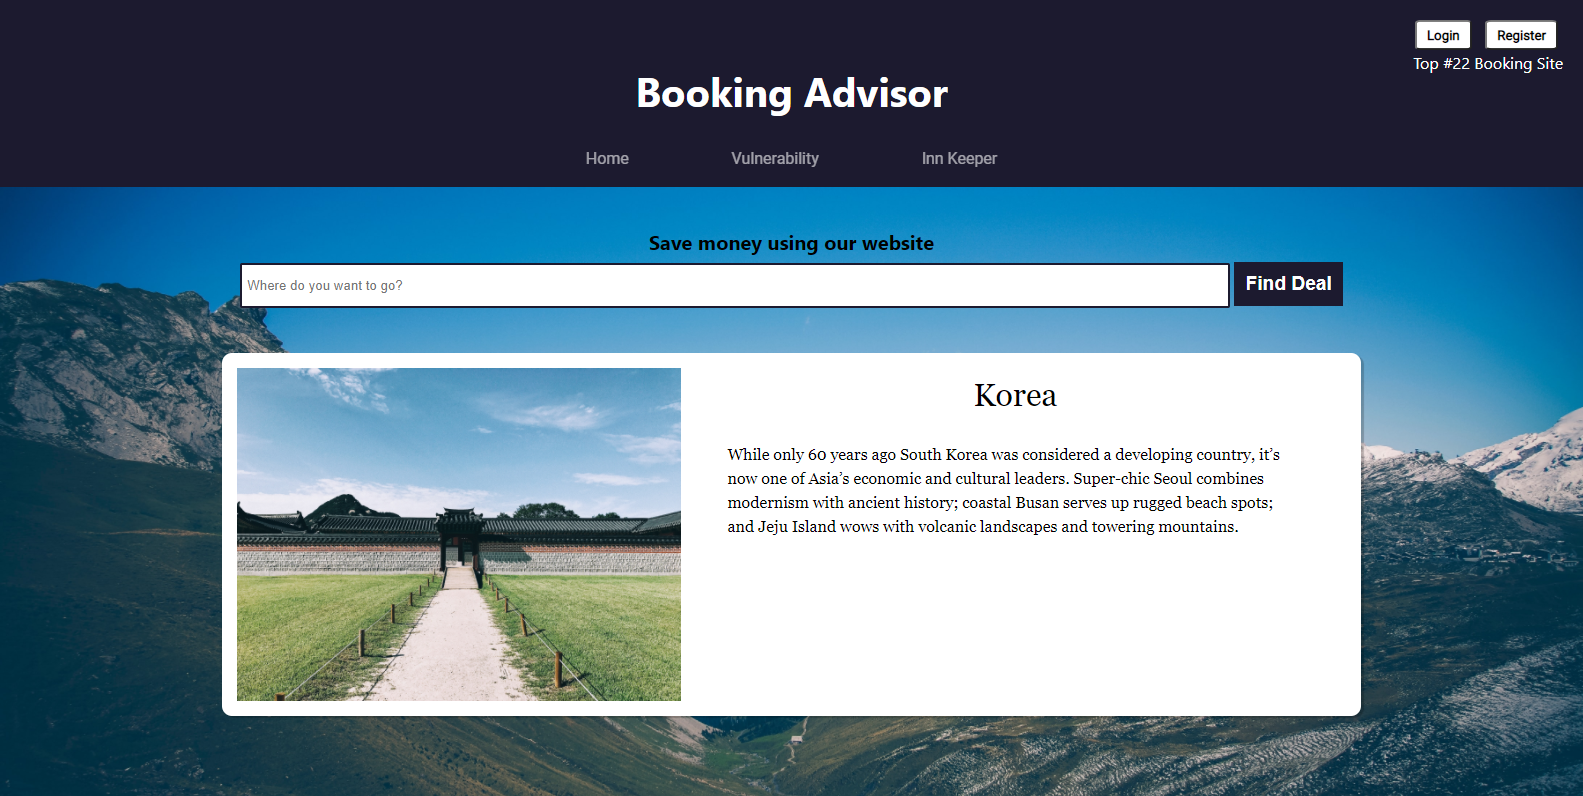 Login
Register
Top #22 Booking Site
Booking Advisor
Home
Vulnerability
Inn Keeper
Save money using our website
Where do you want to go?
Find Deal
Korea
While only 60 years ago South Korea was considered a developing country, it’s
now one of Asia’s economic and cultural leaders. Super-chic Seoul combines
modernism with ancient history; coastal Busan serves up rugged beach spots;
and Jeju Island wows with volcanic landscapes and towering mountains.